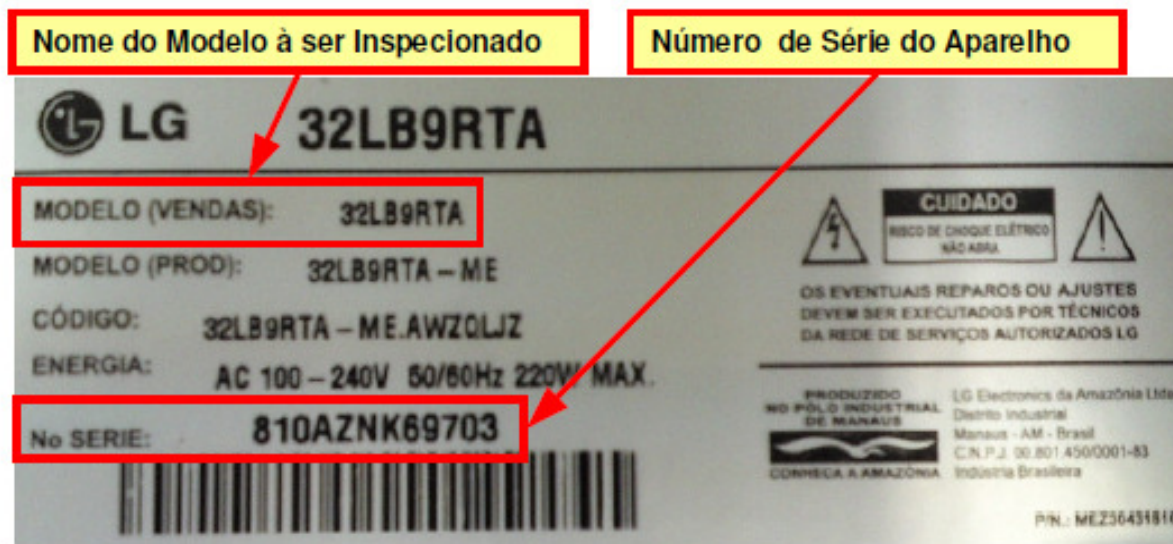 Nome do Modelo à ser Inspecionado
Número de Série do Aparelho
LG 32LB9RTA
MODELO (VENDAS): 32LB9RTA
MODELO (PROD): 32LB9RTA - ME
CÓDIGO: 32LB9RTA - ME.AWZQLJZ
ENERGIA: AC 100 - 240V 50/60Hz 220W MAX.
No SERIE: 810AZNK69703
CUIDADO
RISCO DE CHOQUE ELÉTRICO
NÃO ABRA.
OS EVENTUAIS REPAROS OU AJUSTES
DEVEM SER EXECUTADOS POR TÉCNICOS
DA REDE DE SERVIÇOS AUTORIZADOS LG
PRODUZIDO
NO PÓLO INDUSTRIAL
DE MANAUS
CONHEÇA A AMAZÔNIA
LG Electronics da Amazônia Ltda
Distrito Industrial
Manaus - AM - Brasil
C.N.P.J. 00.801.450/0001-83
Indústria Brasileira
P/N.: